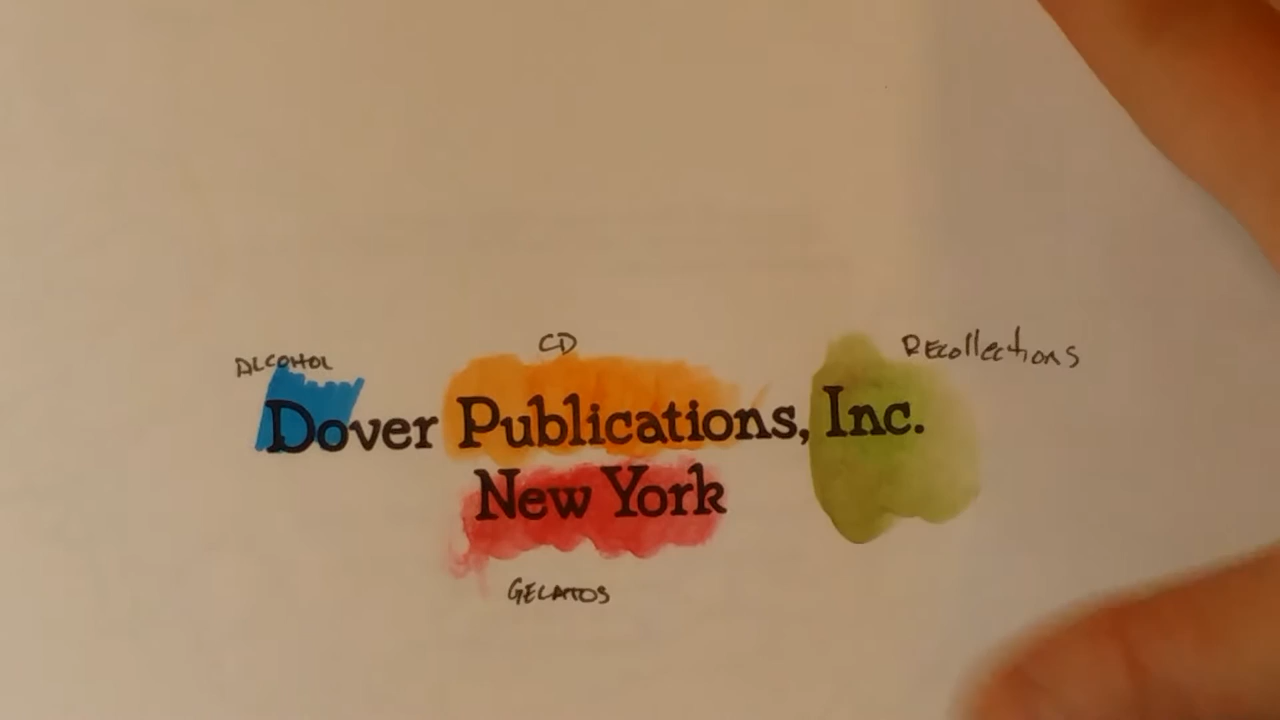 CD
Recollections
ALCOHOL
Dover Publications, Inc.
New York
GELATOS